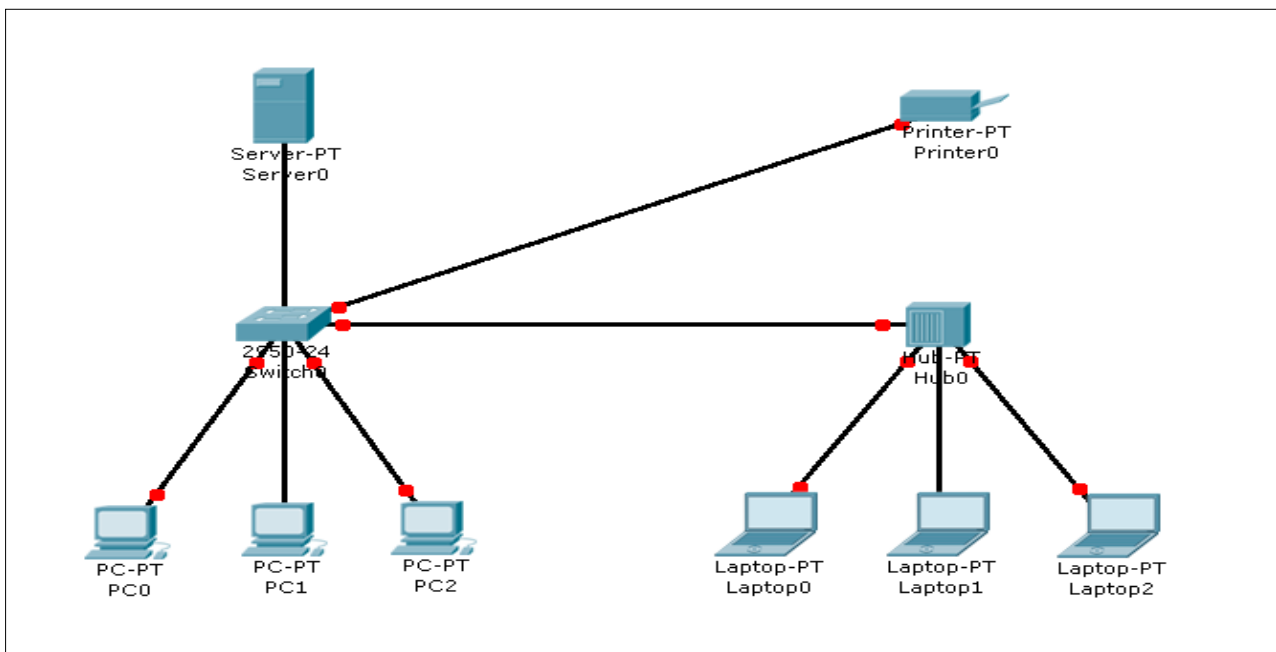 Server-PT
Server0
Printer-PT
Printer0
2950-24
Switch0
Hub-PT
Hub0
PC-PT
PC0
PC-PT
PC1
PC-PT
PC2
Laptop-PT
Laptop0
Laptop-PT
Laptop1
Laptop-PT
Laptop2